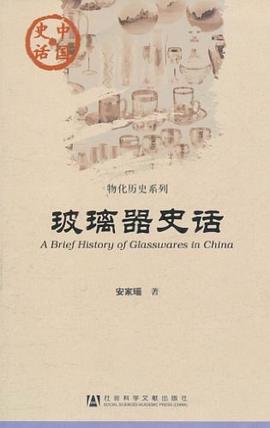 中国
史话
物化历史系列
玻璃器史话
A Brief History of Glasswares in China
安家瑶 著
社会科学文献出版社
SOCIAL SCIENCES ACADEMIC PRESS (CHINA)